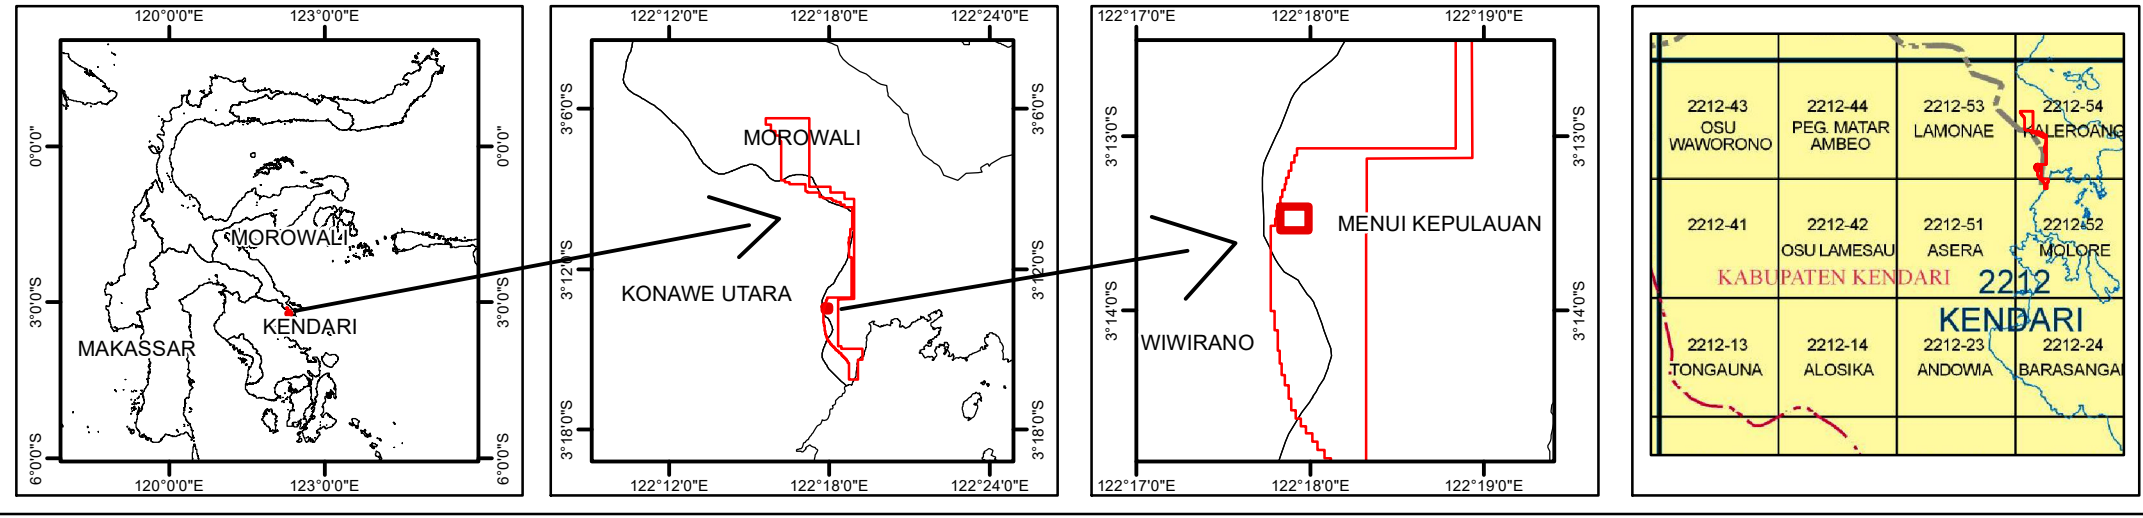 120°0'0"E 123°0'0"E
0°0'0"
3°0'0"S
6°0'0"S
MOROWALI
KENDARI
MAKASSAR
0°0'0"
3°0'0"S
6°0'0"S
120°0'0"E 123°0'0"E
122°12'0"E 122°18'0"E 122°24'0"E
3°6'0"S
3°12'0"S
3°18'0"S
MOROWALI
KONAWE UTARA
3°6'0"S
3°12'0"S
3°18'0"S
122°12'0"E 122°18'0"E 122°24'0"E
122°17'0"E 122°18'0"E 122°19'0"E
3°13'0"S
3°14'0"S
MENUI KEPULAUAN
WIWIRANO
3°13'0"S
3°14'0"S
122°17'0"E 122°18'0"E 122°19'0"E
2212-43
OSU
WAWORONO
2212-44
PEG. MATAR
AMBEO
2212-53
LAMONAE
2212-54
KALEROANG
2212-41
2212-42
OSU LAMESAU
2212-51
ASERA
2212-52
MOLORE
KABUPATEN KENDARI
2212
KENDARI
2212-13
TONGAUNA
2212-14
ALOSIKA
2212-23
ANDOWIA
2212-24
BARASANGA